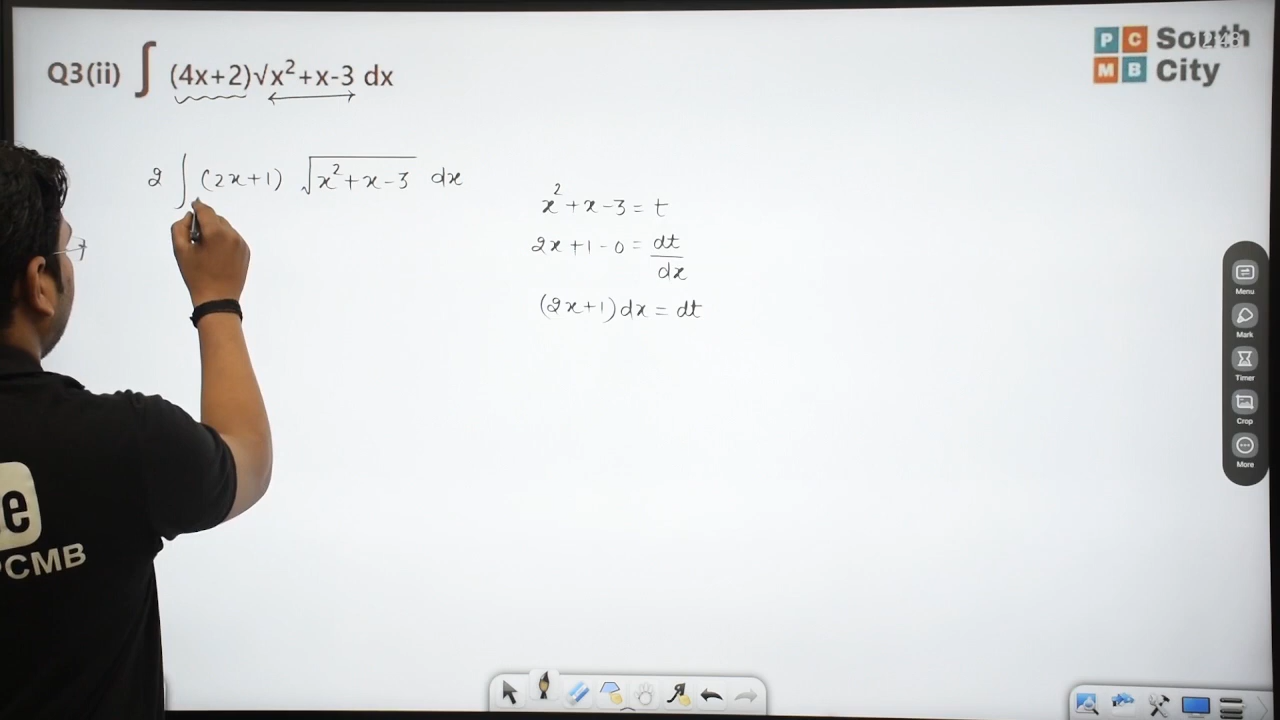 Q3(ii) ∫ (4x+2)√x²+x-3 dx
P C M B South City
2 ∫ (2x+1) √x²+x-3 dx
x²+x-3 = t
2x+1-0 = dt/dx
(2x+1)dx = dt
Menu
Mark
Timer
Crop
More
e
PCMB